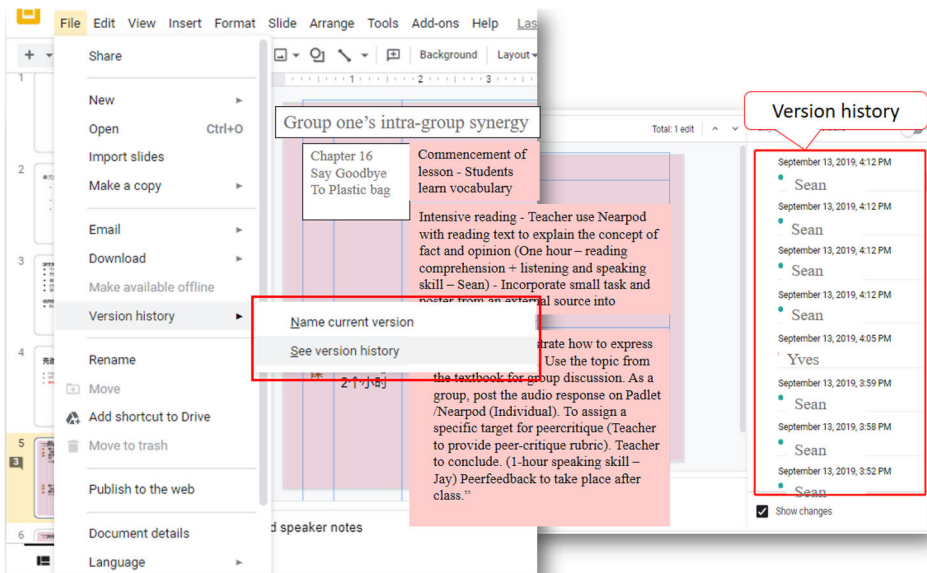 File Edit View Insert Format Slide Arrange Tools Add-ons Help Las
Share
New
Open Ctrl+O
Import slides
Make a copy
Email
Download
Make available offline
Version history
Rename
Move
Add shortcut to Drive
Move to trash
Publish to the web
Document details
Language
Name current version
See version history
Background Layout
1 2 3
1
2
3
4
5
3
6
Group one's intra-group synergy
Chapter 16
Say Goodbye
To Plastic bag
Commencement of
lesson - Students
learn vocabulary
Intensive reading - Teacher use Nearpod
with reading text to explain the concept of
fact and opinion (One hour – reading
comprehension + listening and speaking
skill – Sean) - Incorporate small task and
poster from an external source into
strate how to express
Use the topic from
the textbook for group discussion. As a
group, post the audio response on Padlet
/Nearpod (Individual). To assign a
specific target for peercritique (Teacher
to provide peer-critique rubric). Teacher
to conclude. (1-hour speaking skill –
Jay) Peerfeedback to take place after
class.”
2个小时
d speaker notes
Total: 1 edit
Version history
September 13, 2019, 4:12 PM
Sean
September 13, 2019, 4:12 PM
Sean
September 13, 2019, 4:12 PM
Sean
September 13, 2019, 4:12 PM
Sean
September 13, 2019, 4:05 PM
Yves
September 13, 2019, 3:59 PM
Sean
September 13, 2019, 3:58 PM
Sean
September 13, 2019, 3:52 PM
Sean
Show changes